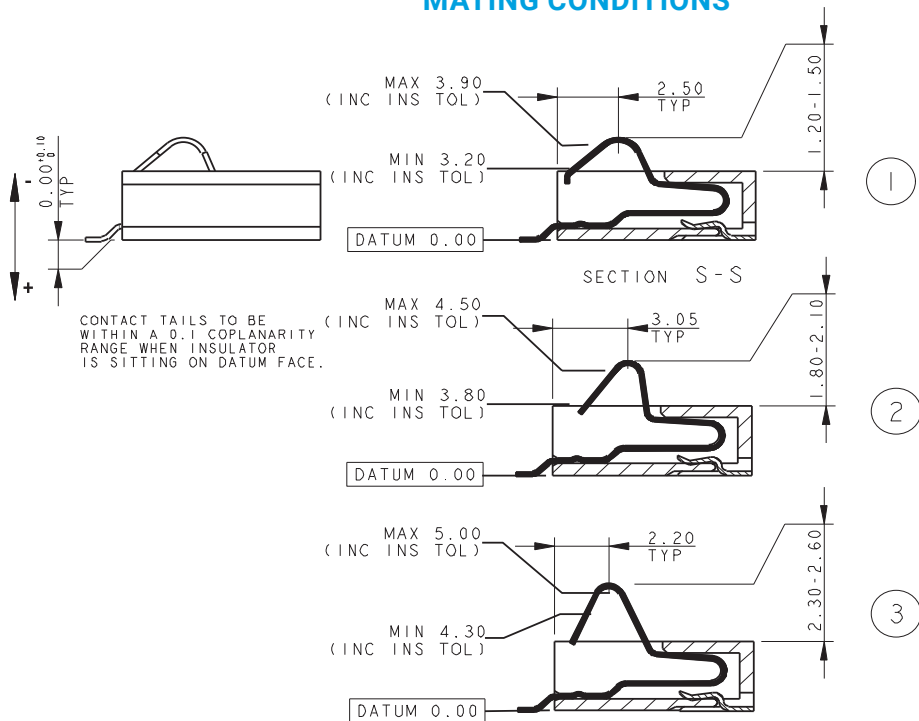 MATING CONDITIONS
MAX 3.90
(INC INS TOL)
2.50
TYP
1.20-1.50
MIN 3.20
(INC INS TOL)
-
0.00 +0.10
0
TYP
+
1
DATUM 0.00
SECTION S-S
CONTACT TAILS TO BE
WITHIN A 0.1 COPLANARITY
RANGE WHEN INSULATOR
IS SITTING ON DATUM FACE.
MAX 4.50
(INC INS TOL)
3.05
TYP
1.80-2.10
MIN 3.80
(INC INS TOL)
2
DATUM 0.00
MAX 5.00
(INC INS TOL)
2.20
TYP
2.30-2.60
MIN 4.30
(INC INS TOL)
3
DATUM 0.00